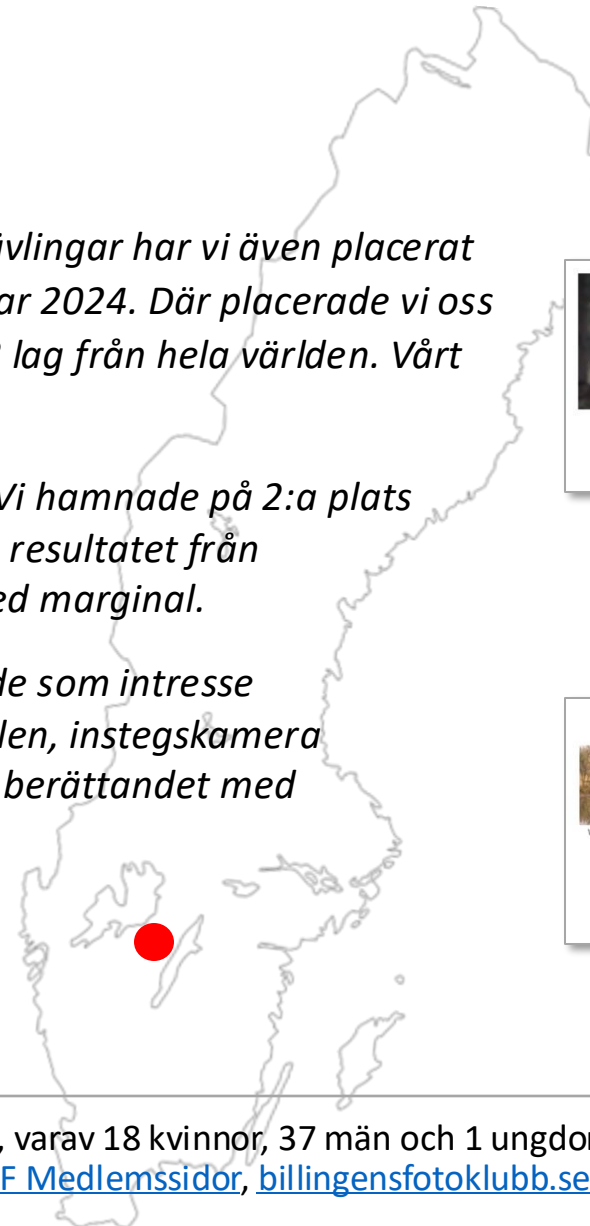 ävlingar har vi även placerat
ar 2024. Där placerade vi oss
lag från hela världen. Vårt
Vi hamnade på 2:a plats
resultatet från
ed marginal.
de som intresse
len, instegskamera
berättandet med
, varav 18 kvinnor, 37 män och 1 ungdom
F Medlemssidor, billingensfotoklubb.se